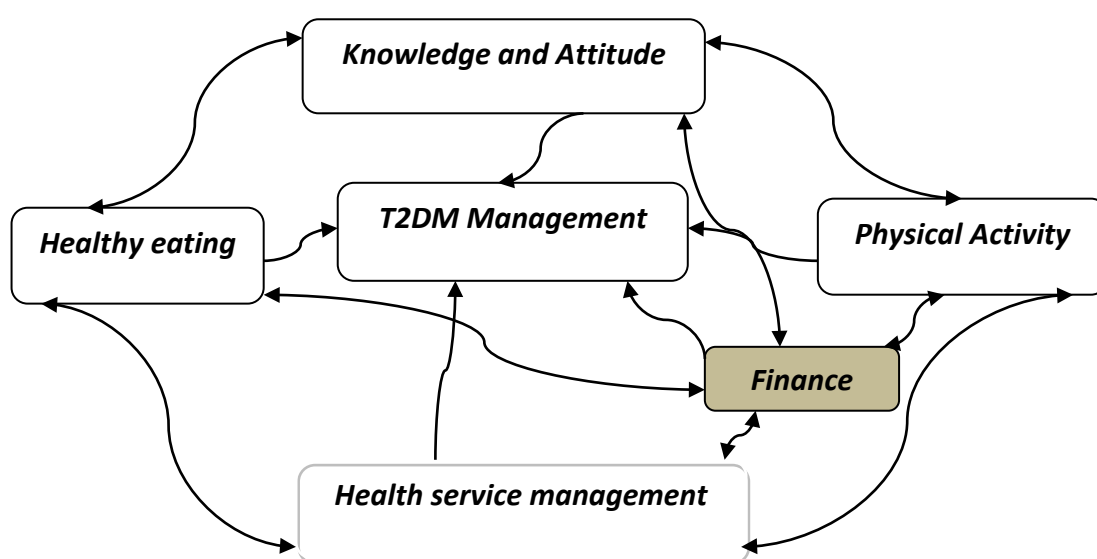 Knowledge and Attitude
T2DM Management
Healthy eating
Physical Activity
Finance
Health service management